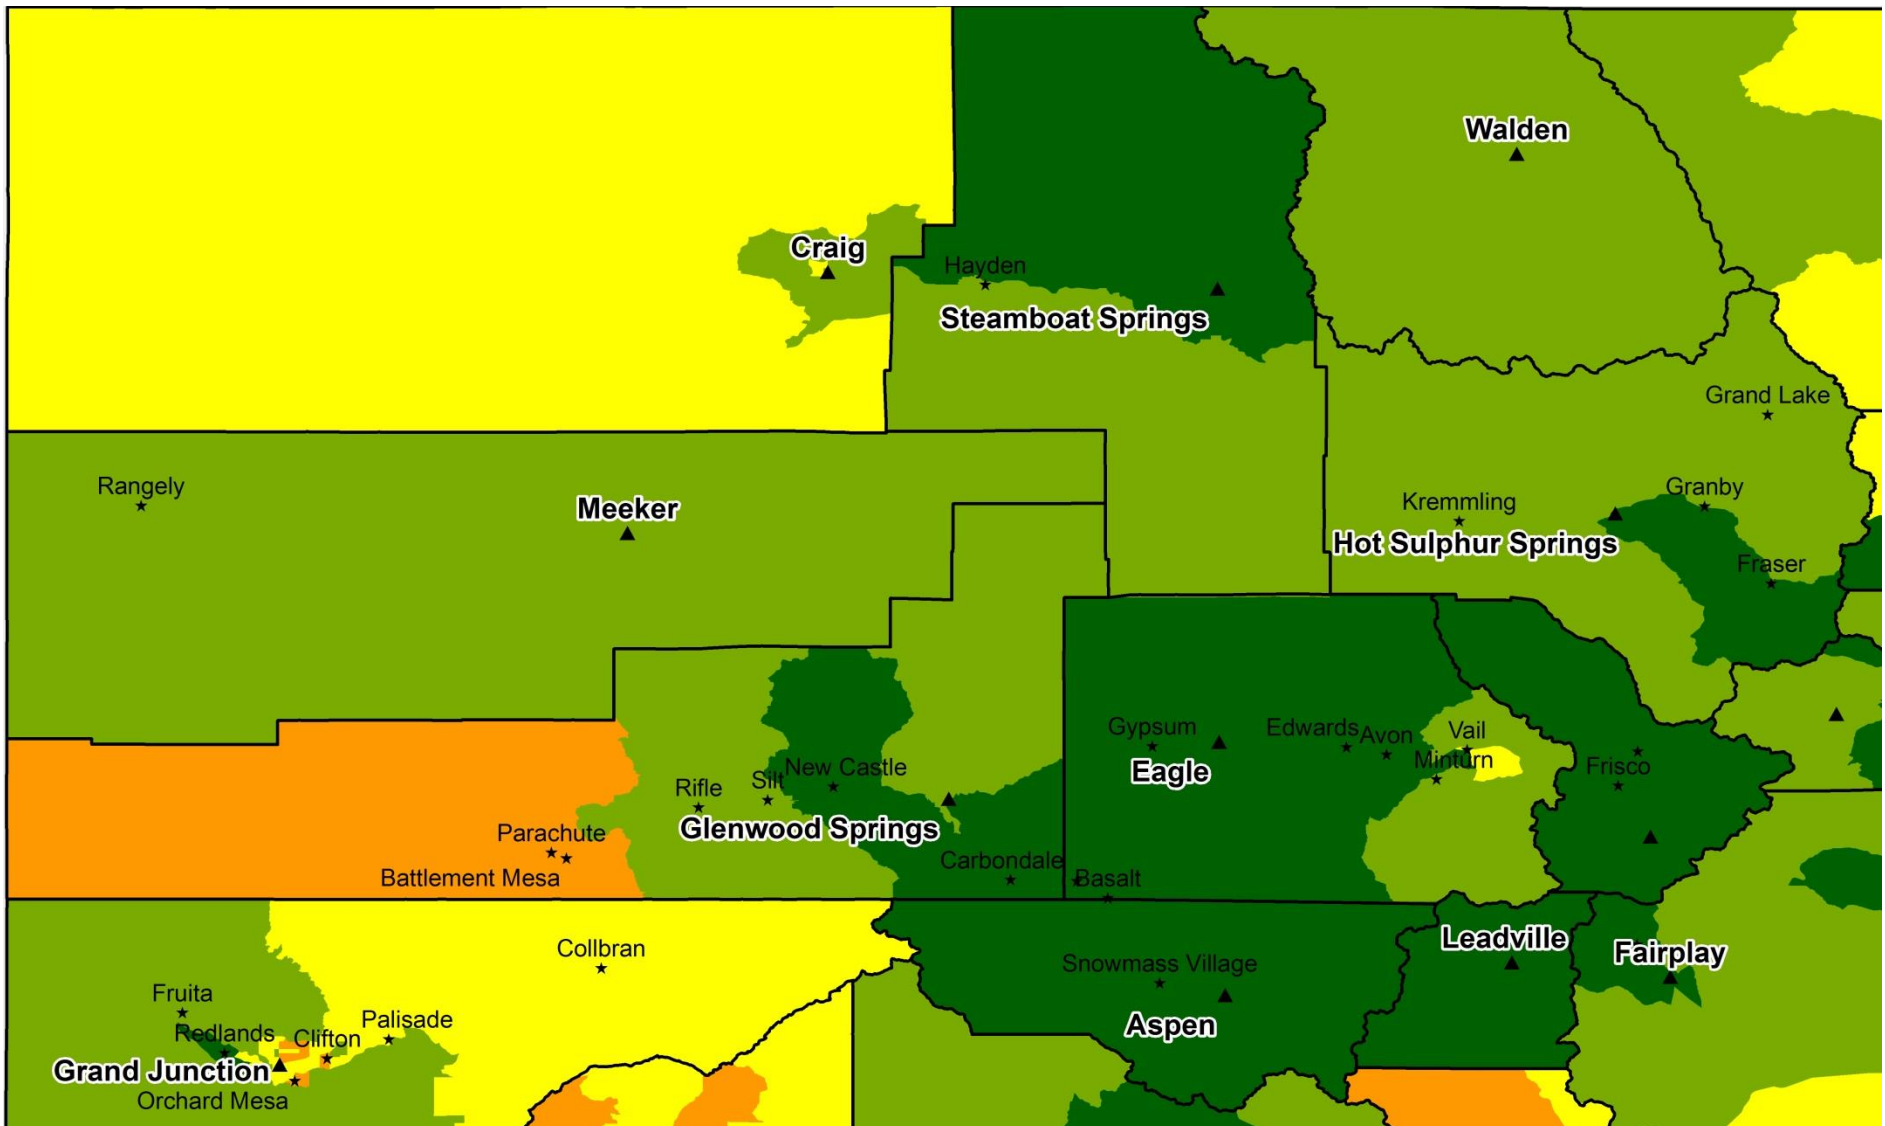 Walden
Craig
Hayden
Steamboat Springs
Grand Lake
Rangely
Meeker
Kremmling
Granby
Hot Sulphur Springs
Fraser
Gypsum
Edwards
Avon
Vail
Eagle
Minturn
Frisco
New Castle
Silt
Rifle
Glenwood Springs
Parachute
Battlement Mesa
Carbondale
Basalt
Collbran
Leadville
Fairplay
Snowmass Village
Aspen
Fruita
Redlands
Clifton
Palisade
Grand Junction
Orchard Mesa